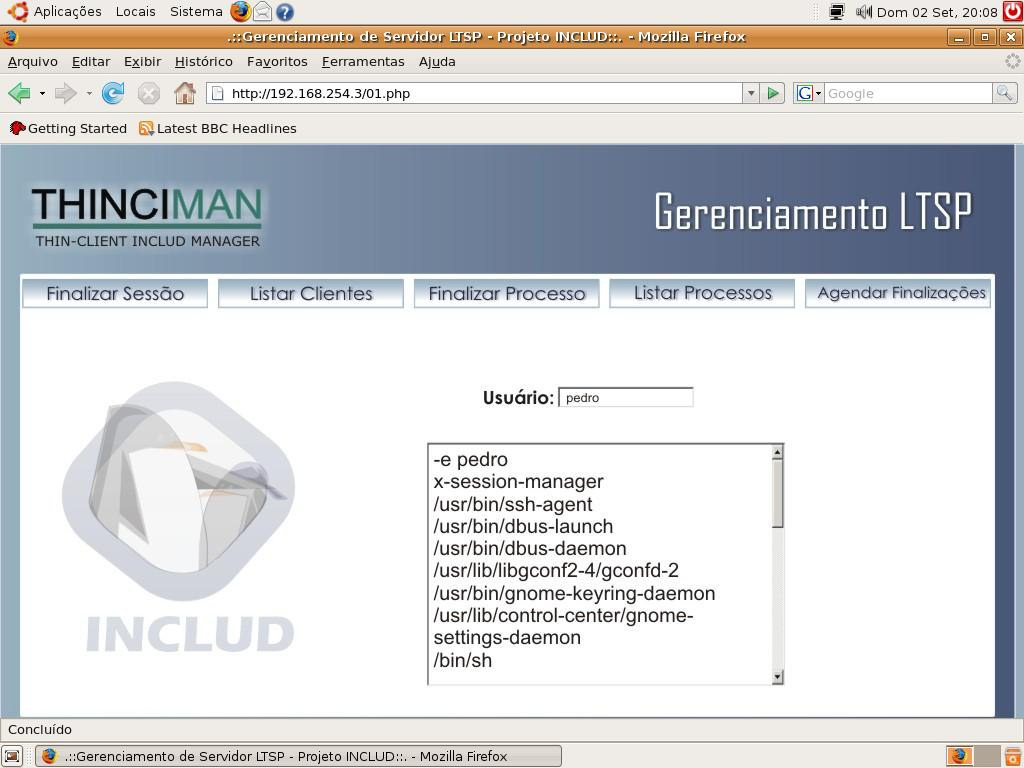 Aplicações Locais Sistema Dom 02 Set, 20:08
.::Gerenciamento de Servidor LTSP - Projeto INCLUD::. - Mozilla Firefox
Arquivo Editar Exibir Histórico Favoritos Ferramentas Ajuda
http://192.168.254.3/01.php G Google
Getting Started Latest BBC Headlines
THINCIMAN
THIN-CLIENT INCLUD MANAGER
Gerenciamento LTSP
Finalizar Sessão Listar Clientes Finalizar Processo Listar Processos Agendar Finalizações
Usuário: pedro
-e pedro
x-session-manager
/usr/bin/ssh-agent
/usr/bin/dbus-launch
/usr/bin/dbus-daemon
/usr/lib/libgconf2-4/gconfd-2
/usr/bin/gnome-keyring-daemon
/usr/lib/control-center/gnome-
settings-daemon
/bin/sh
INCLUD
Concluído
.::Gerenciamento de Servidor LTSP - Projeto INCLUD::. - Mozilla Firefox